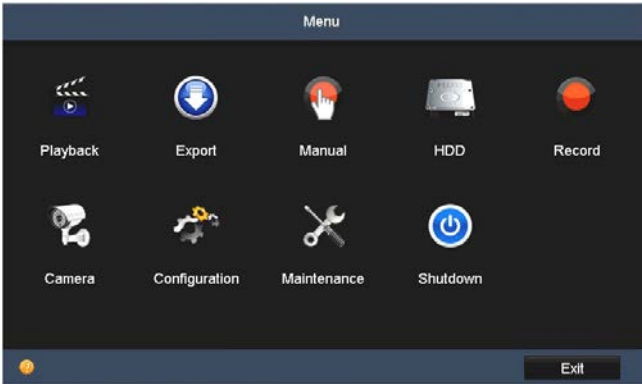 Menu
Playback Export Manual HDD Record
Camera Configuration Maintenance Shutdown
Exit